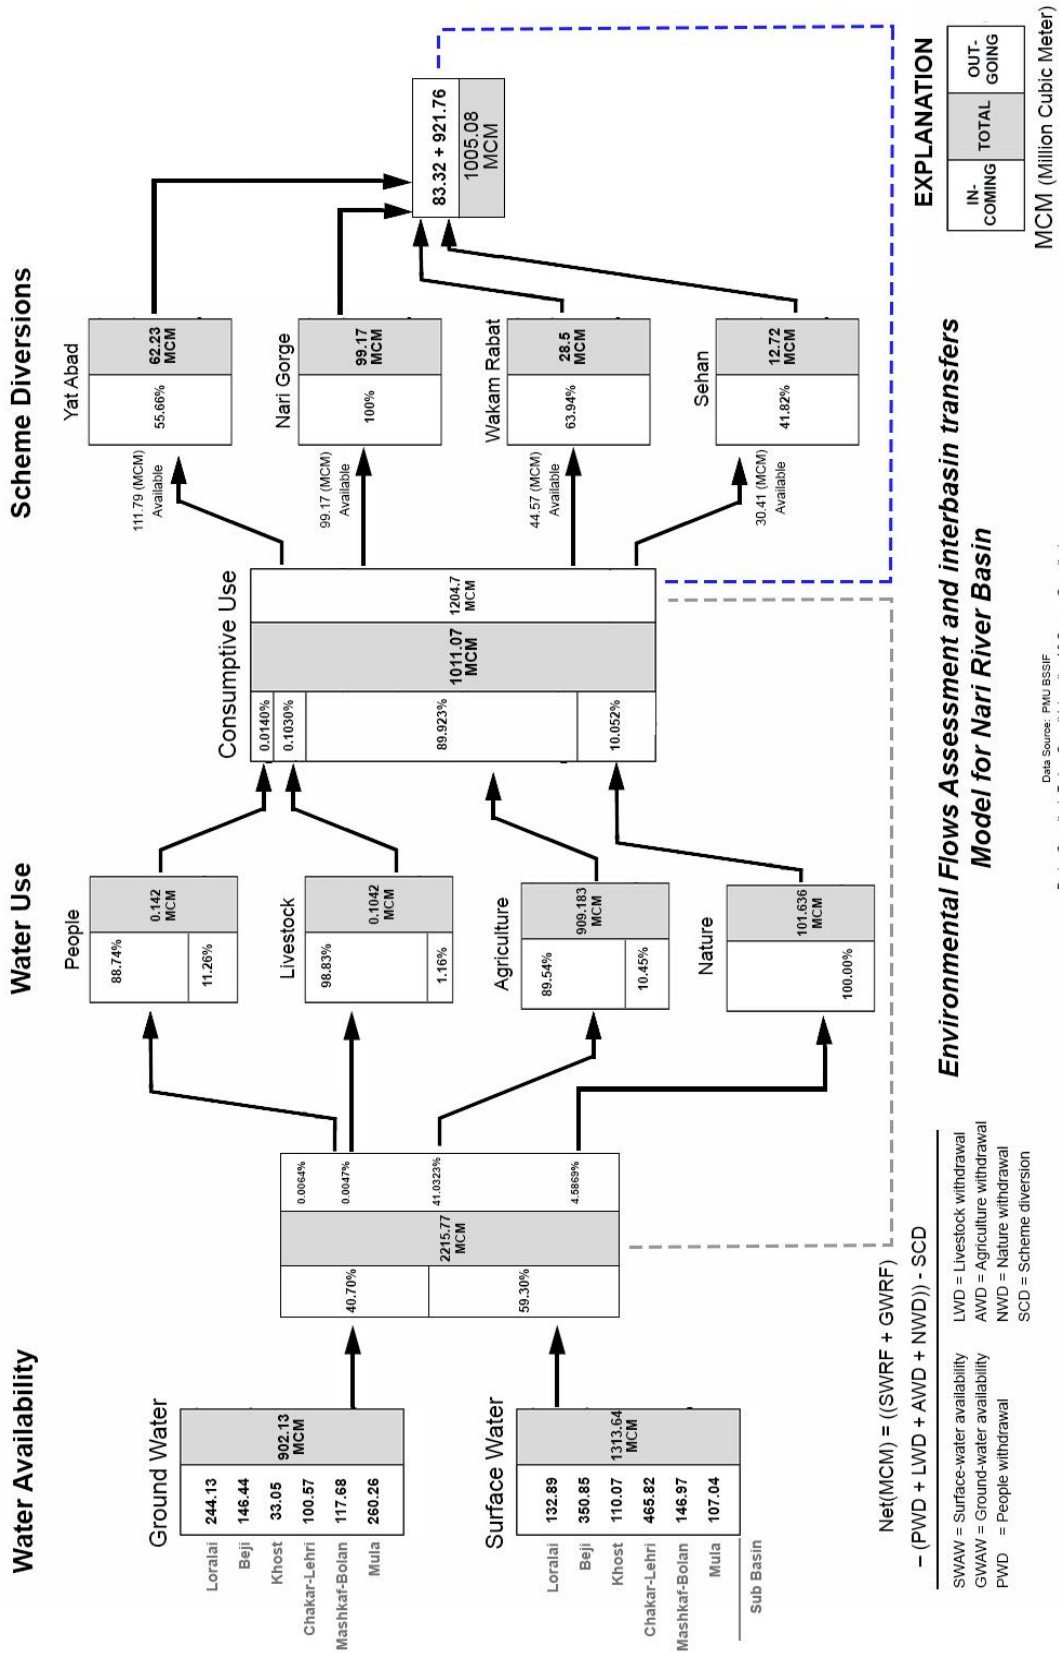 Water Availability
Water Use
Scheme Diversions
Ground Water
Loralai 244.13
Beji 146.44
Khost 33.05
Chakar-Lehri 100.57
Mashkaf-Bolan 117.68
Mula 260.26
902.13
MCM
Surface Water
Loralai 132.89
Beji 350.85
Khost 110.07
Chakar-Lehri 465.82
Mashkaf-Bolan 146.97
Mula 107.04
Sub Basin
1313.64
MCM
40.70%
59.30%
2215.77
MCM
0.0064%
0.0047%
41.0323%
4.5869%
People
88.74%
11.26%
0.142
MCM
Livestock
98.83%
1.16%
0.1042
MCM
Agriculture
89.54%
10.45%
909.183
MCM
Nature
100.00%
101.636
MCM
Consumptive Use
0.0140%
0.1030%
89.923%
10.052%
1011.07
MCM
1204.7
MCM
Yat Abad
111.79 (MCM)
Available
55.66%
62.23
MCM
Nari Gorge
99.17 (MCM)
Available
100%
99.17
MCM
Wakam Rabat
44.57 (MCM)
Available
63.94%
28.5
MCM
Sehan
30.41 (MCM)
Available
41.82%
12.72
MCM
83.32 + 921.76
1005.08
MCM
Net(MCM) = ((SWRF + GWRF)
– (PWD + LWD + AWD + NWD)) - SCD
SWAW = Surface-water availability
GWAW = Ground-water availability
PWD = People withdrawal
LWD = Livestock withdrawal
AWD = Agriculture withdrawal
NWD = Nature withdrawal
SCD = Scheme diversion
Environmental Flows Assessment and interbasin transfers
Model for Nari River Basin
Data Source: PMU BSSIF
EXPLANATION
IN-
COMING
TOTAL
OUT-
GOING
MCM (Million Cubic Meter)